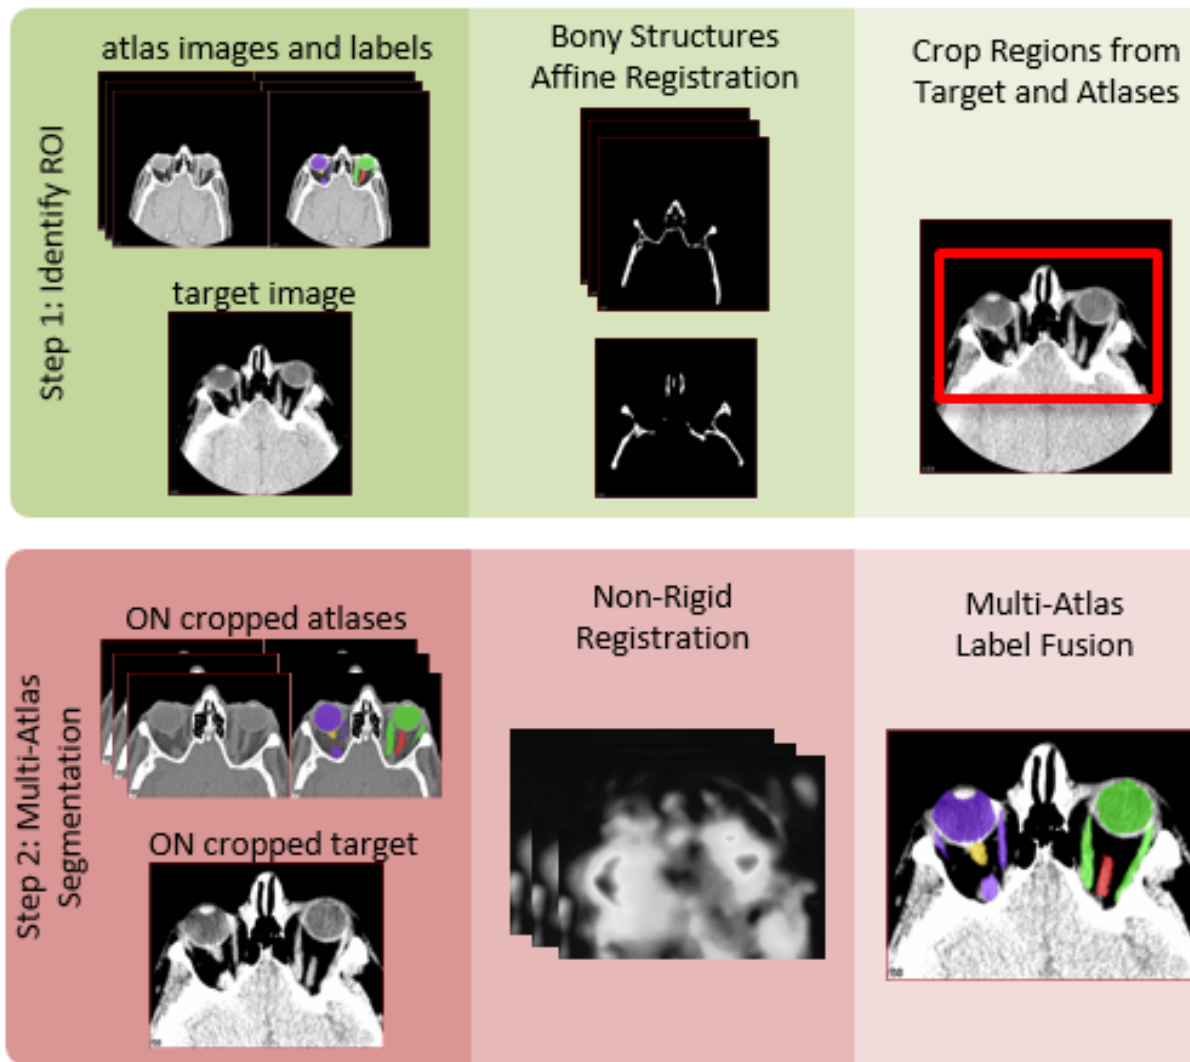 Step 1: Identify ROI
atlas images and labels
target image
Bony Structures
Affine Registration
Crop Regions from
Target and Atlases
Step 2: Multi-Atlas
Segmentation
ON cropped atlases
ON cropped target
Non-Rigid
Registration
Multi-Atlas
Label Fusion